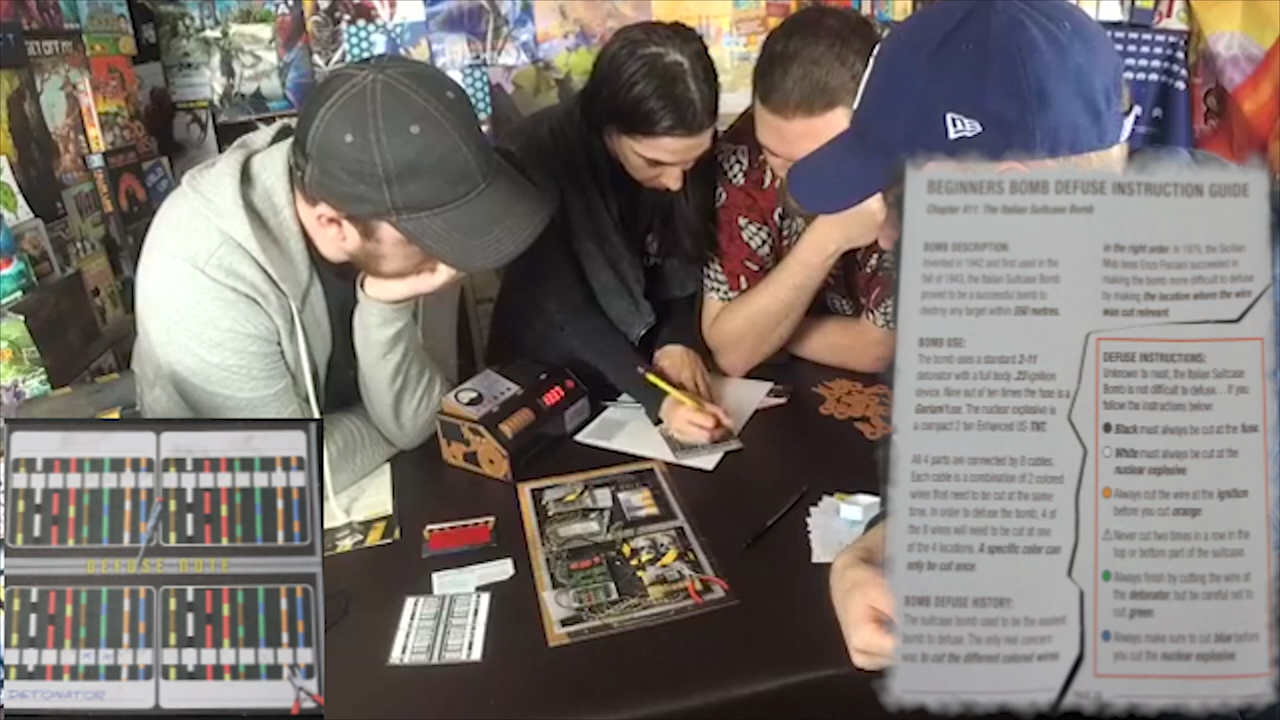 BEGINNERS BOMB DEFUSE INSTRUCTION GUIDE
Chapter 411: The Italian Suitcase Bomb
BOMB DESCRIPTION:
Invented in 1942 and first used in the
fall of 1943, the Italian Suitcase Bomb
proved to be a successful bomb to
destroy any target within 550 metres.
BOMB USE:
The bomb uses a standard 2-11
detonator with a full body .23 ignition
device. Nine out of ten times the fuse is a
fuse. The nuclear explosive is
a compact 2 ton Enhanced US TNT.
All 4 parts are connected by 8 cables.
Each cable is a combination of 2 colored
wires that need to be cut at the same
time. In order to defuse the bomb, 4 of
the 8 wires will need to be cut at one
of the 4 locations. A specific color can
only be cut once.
BOMB DEFUSE HISTORY:
The suitcase bomb used to be the easiest
bomb to defuse. The only real concern
was to cut the different colored wires
in the right order. In 1979, the Sicilian
Mob boss Enzo succeeded in
making the bomb more difficult to defuse
by making the location where the wire
was cut relevant.
DEFUSE INSTRUCTIONS:
Unknown to most, the Italian Suitcase
Bomb is not difficult to defuse... if you
follow the instructions below:
Black must always be cut at the fuse.
White must always be cut at the
nuclear explosive.
Always cut the wire at the ignition
before you cut orange.
Never cut two times in a row in the
top or bottom part of the suitcase.
Always finish by cutting the wire at
the detonator, but be careful not to
cut green.
Always make sure to cut blue before
you cut the nuclear explosive.
DEFUSE NOTE
DETONATOR